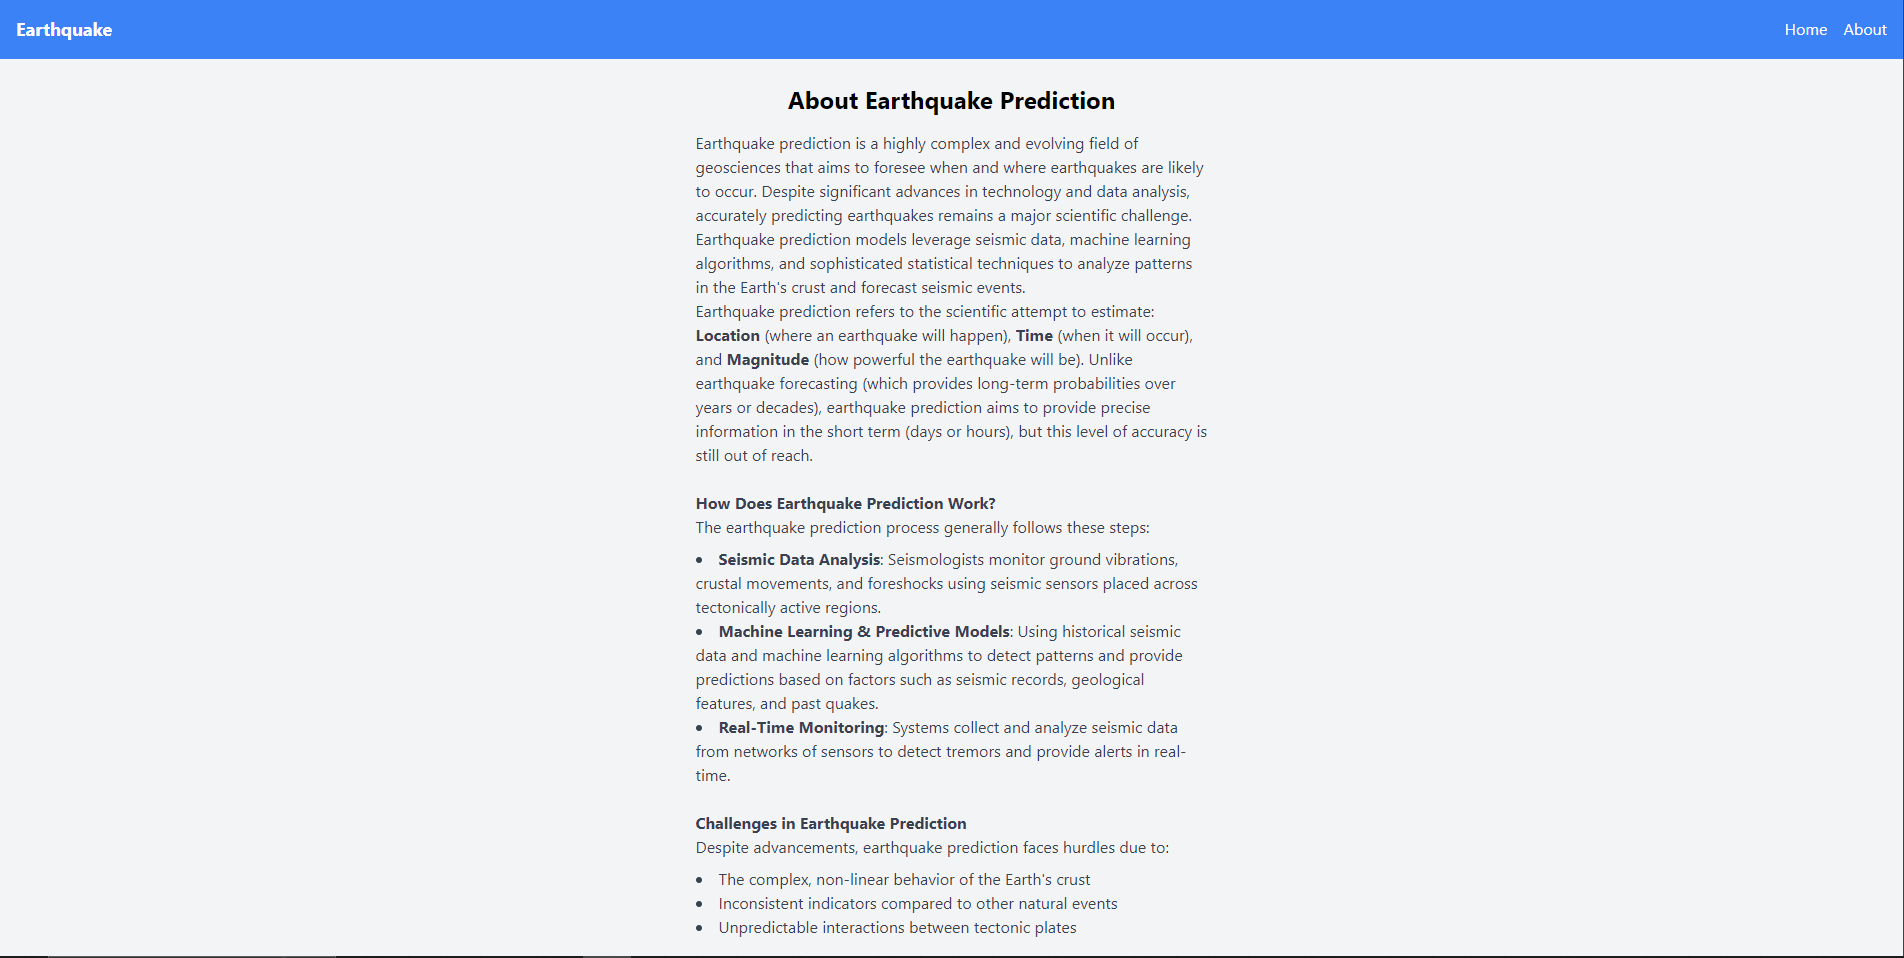 Earthquake
Home About
About Earthquake Prediction
Earthquake prediction is a highly complex and evolving field of
geosciences that aims to foresee when and where earthquakes are likely
to occur. Despite significant advances in technology and data analysis,
accurately predicting earthquakes remains a major scientific challenge.
Earthquake prediction models leverage seismic data, machine learning
algorithms, and sophisticated statistical techniques to analyze patterns
in the Earth's crust and forecast seismic events.
Earthquake prediction refers to the scientific attempt to estimate:
Location (where an earthquake will happen), Time (when it will occur),
and Magnitude (how powerful the earthquake will be). Unlike
earthquake forecasting (which provides long-term probabilities over
years or decades), earthquake prediction aims to provide precise
information in the short term (days or hours), but this level of accuracy is
still out of reach.
How Does Earthquake Prediction Work?
The earthquake prediction process generally follows these steps:
• Seismic Data Analysis: Seismologists monitor ground vibrations,
crustal movements, and foreshocks using seismic sensors placed across
tectonically active regions.
• Machine Learning & Predictive Models: Using historical seismic
data and machine learning algorithms to detect patterns and provide
predictions based on factors such as seismic records, geological
features, and past quakes.
• Real-Time Monitoring: Systems collect and analyze seismic data
from networks of sensors to detect tremors and provide alerts in real-
time.
Challenges in Earthquake Prediction
Despite advancements, earthquake prediction faces hurdles due to:
• The complex, non-linear behavior of the Earth's crust
• Inconsistent indicators compared to other natural events
• Unpredictable interactions between tectonic plates